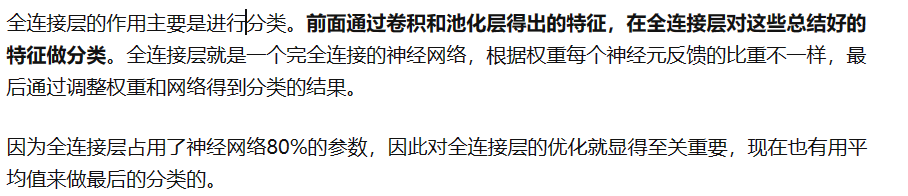 全连接层的作用主要是进行分类。前面通过卷积和池化层得出的特征，在全连接层对这些总结好的
特征做分类。全连接层就是一个完全连接的神经网络，根据权重每个神经元反馈的比重不一样，最
后通过调整权重和网络得到分类的结果。
因为全连接层占用了神经网络80%的参数，因此对全连接层的优化就显得至关重要，现在也有用平
均值来做最后的分类的。